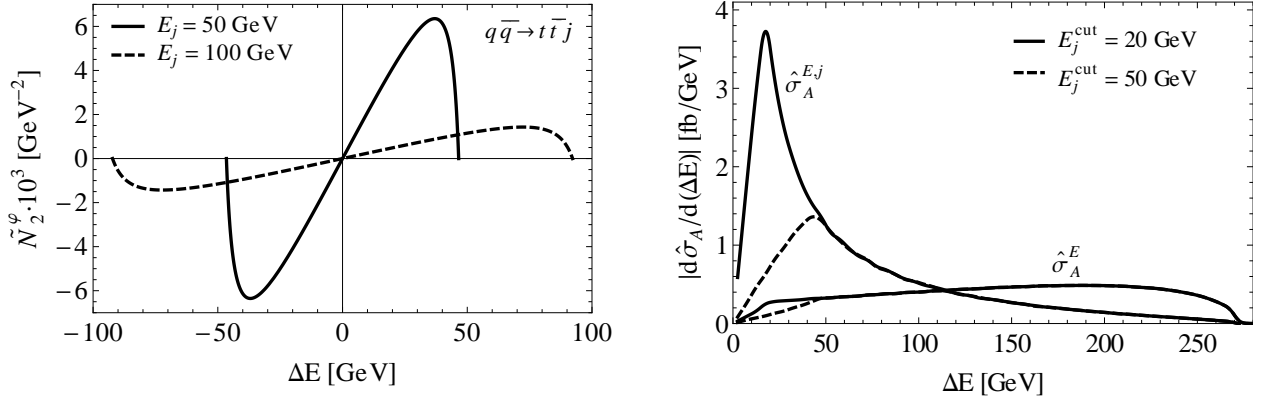 E_j = 50 GeV
E_j = 100 GeV
q q̅ → t t̅ j
6
4
2
0
−2
−4
−6
Ñ_2^φ·10^3 [GeV^−2]
−100 −50 0 50 100
ΔE [GeV]
E_j^cut = 20 GeV
E_j^cut = 50 GeV
σ̂_A^{E,j}
σ̂_A^E
4
3
2
1
0
|dσ̂_A/d(ΔE)| [fb/GeV]
0 50 100 150 200 250
ΔE [GeV]